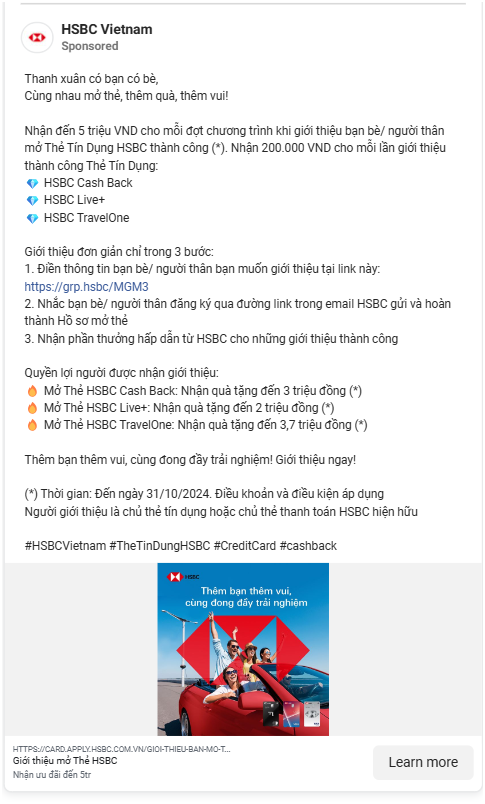 HSBC Vietnam
Sponsored
Thanh xuân có bạn có bè,
Cùng nhau mở thẻ, thêm quà, thêm vui!
Nhận đến 5 triệu VND cho mỗi đợt chương trình khi giới thiệu bạn bè/ người thân
mở Thẻ Tín Dụng HSBC thành công (*). Nhận 200.000 VND cho mỗi lần giới thiệu
thành công Thẻ Tín Dụng:
💎 HSBC Cash Back
💎 HSBC Live+
💎 HSBC TravelOne
Giới thiệu đơn giản chỉ trong 3 bước:
1. Điền thông tin bạn bè/ người thân bạn muốn giới thiệu tại link này:
https://grp.hsbc/MGM3
2. Nhắc bạn bè/ người thân đăng ký qua đường link trong email HSBC gửi và hoàn
thành Hồ sơ mở thẻ
3. Nhận phần thưởng hấp dẫn từ HSBC cho những giới thiệu thành công
Quyền lợi người được nhận giới thiệu:
🔥 Mở Thẻ HSBC Cash Back: Nhận quà tặng đến 3 triệu đồng (*)
🔥 Mở Thẻ HSBC Live+: Nhận quà tặng đến 2 triệu đồng (*)
🔥 Mở Thẻ HSBC TravelOne: Nhận quà tặng đến 3,7 triệu đồng (*)
Thêm bạn thêm vui, cùng đong đầy trải nghiệm! Giới thiệu ngay!
(*) Thời gian: Đến ngày 31/10/2024. Điều khoản và điều kiện áp dụng
Người giới thiệu là chủ thẻ tín dụng hoặc chủ thẻ thanh toán HSBC hiện hữu
#HSBCVietnam #TheTinDungHSBC #CreditCard #cashback
HSBC
Thêm bạn thêm vui,
cùng đong đầy trải nghiệm
HTTPS://CARD.APPLY.HSBC.COM.VN/GIOI-THIEU-BAN-MO-T...
Giới thiệu mở Thẻ HSBC
Nhận ưu đãi đến 5tr
Learn more